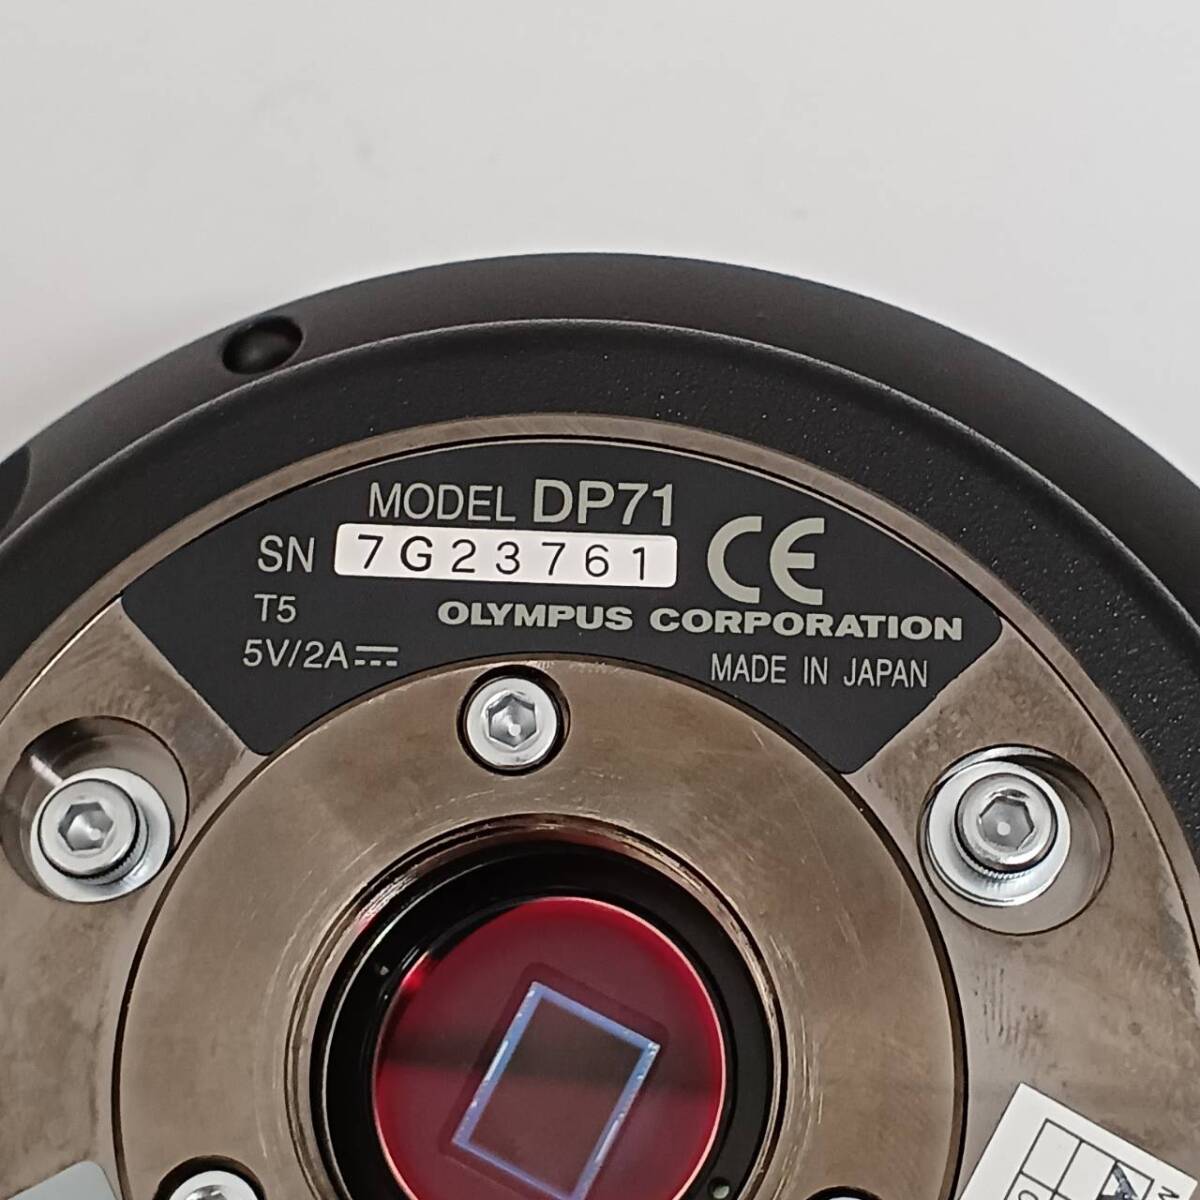 MODEL DP71
SN 7G23761
CE
T5
OLYMPUS CORPORATION
5V/2A
MADE IN JAPAN